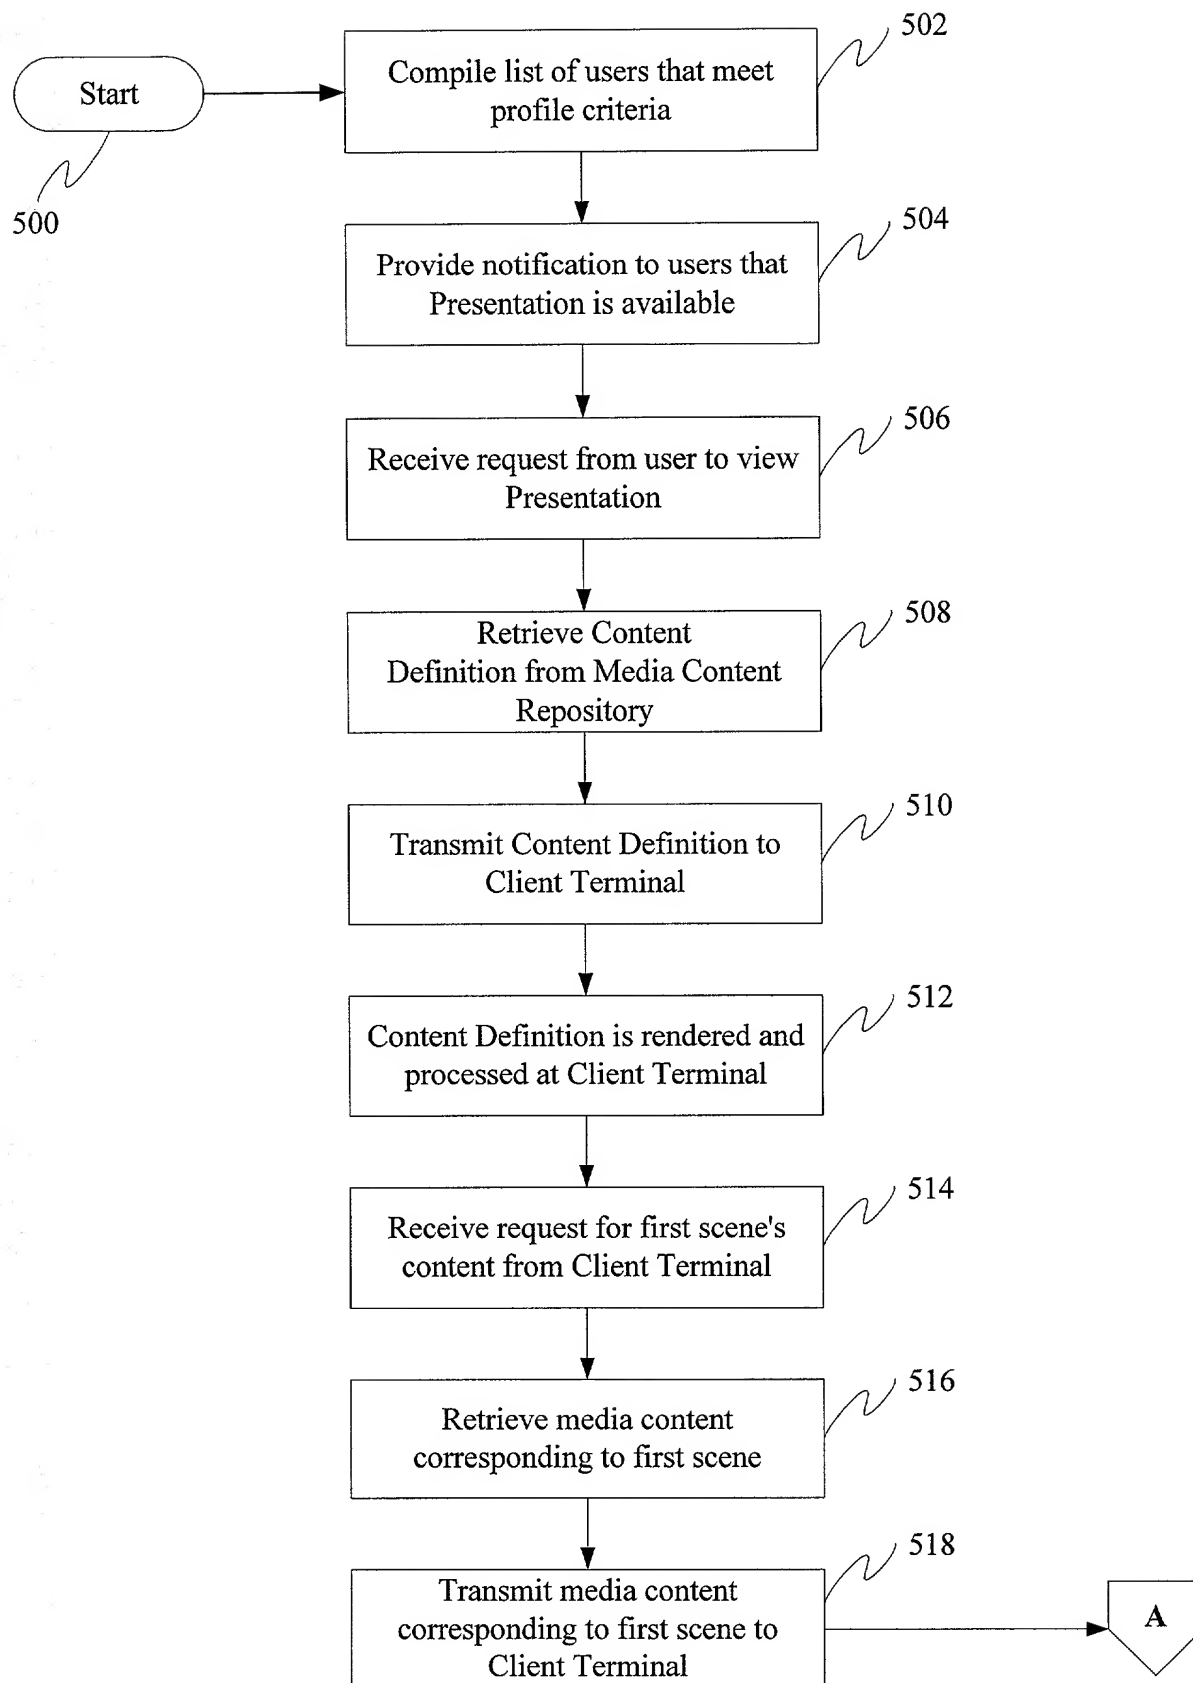 502
Start
Compile list of users that meet
profile criteria
500
504
Provide notification to users that
Presentation is available
506
Receive request from user to view
Presentation
508
Retrieve Content
Definition from Media Content
Repository
510
Transmit Content Definition to
Client Terminal
512
Content Definition is rendered and
processed at Client Terminal
514
Receive request for first scene's
content from Client Terminal
516
Retrieve media content
corresponding to first scene
518
Transmit media content
corresponding to first scene to
Client Terminal
A